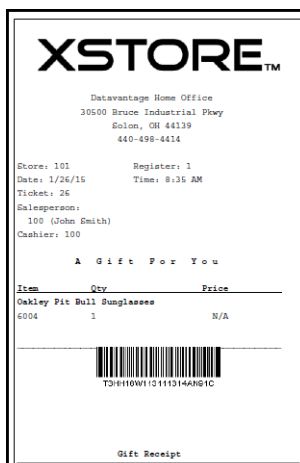 XSTORE™
Datavantage Home Office
30500 Bruce Industrial Pkwy
Solon, OH 44139
440-498-4414
Store: 101 Register: 1
Date: 1/26/15 Time: 8:35 AM
Ticket: 26
Salesperson:
100 (John Smith)
Cashier: 100
A Gift For You
Item Qty Price
Oakley Pit Bull Sunglasses
6004 1 N/A
T3HH16W113111314AN91C
Gift Receipt